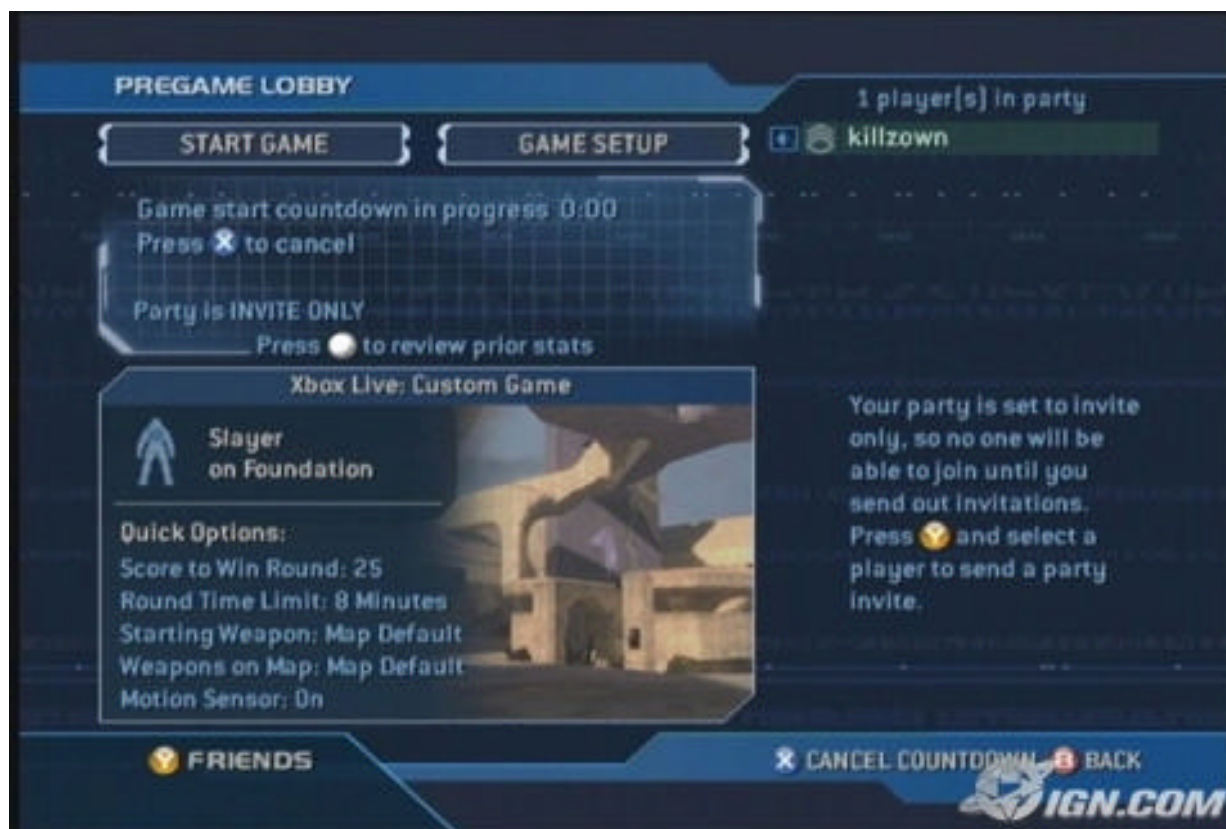 PREGAME LOBBY
1 player(s) in party
START GAME
GAME SETUP
killzown
Game start countdown in progress 0:00
Press X to cancel
Party is INVITE ONLY
Press to review prior stats
Xbox Live: Custom Game
Slayer
on Foundation
Quick Options:
Score to Win Round: 25
Round Time Limit: 8 Minutes
Starting Weapon: Map Default
Weapons on Map: Map Default
Motion Sensor: On
Your party is set to invite
only, so no one will be
able to join until you
send out invitations.
Press Y and select a
player to send a party
invite.
Y FRIENDS
X CANCEL COUNTDOWN B BACK
IGN.COM